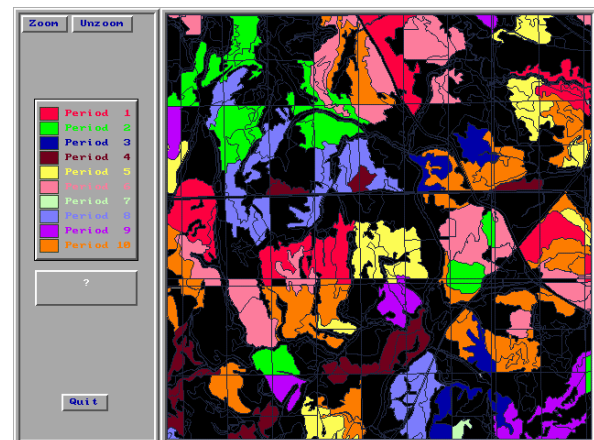 Zoom Unzoom
Period 1
Period 2
Period 3
Period 4
Period 5
Period 6
Period 7
Period 8
Period 9
Period 10
?
Quit